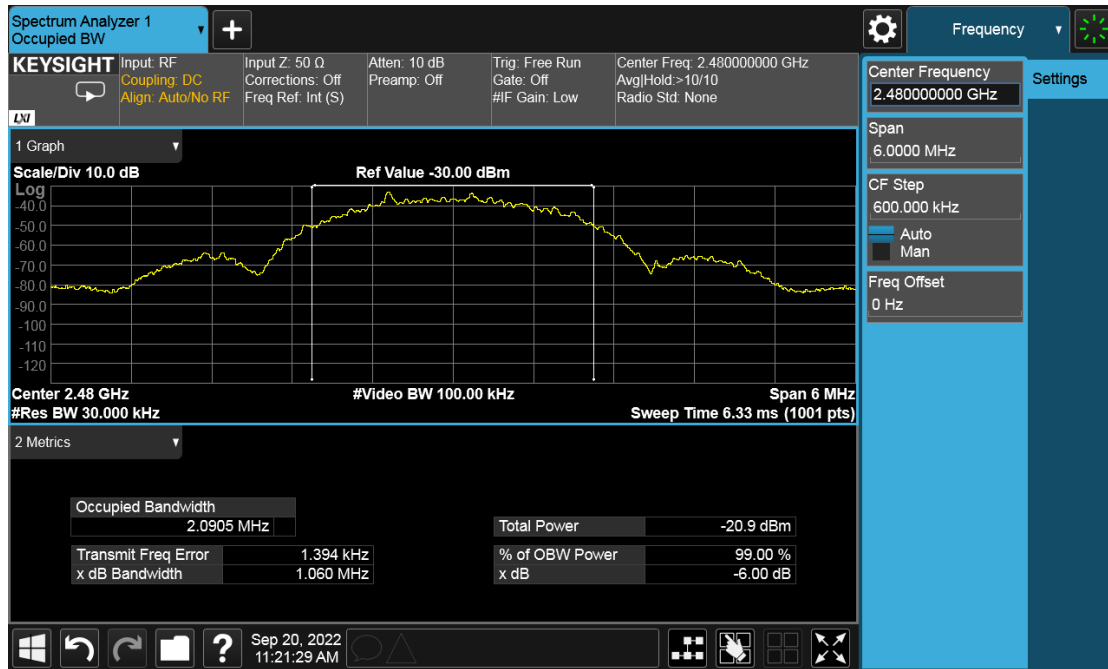 Spectrum Analyzer 1
Occupied BW
+
Frequency
KEYSIGHT
LXI
Input: RF
Coupling: DC
Align: Auto/No RF
Input Z: 50 Ω
Corrections: Off
Freq Ref: Int (S)
Atten: 10 dB
Preamp: Off
Trig: Free Run
Gate: Off
#IF Gain: Low
Center Freq: 2.480000000 GHz
Avg|Hold:>10/10
Radio Std: None
Center Frequency
2.480000000 GHz
Settings
Span
6.0000 MHz
CF Step
600.000 kHz
Auto
Man
Freq Offset
0 Hz
1 Graph
Scale/Div 10.0 dB
Ref Value -30.00 dBm
Log
-40.0
-50.0
-60.0
-70.0
-80.0
-90.0
-100
-110
-120
Center 2.48 GHz
#Video BW 100.00 kHz
Span 6 MHz
#Res BW 30.000 kHz
Sweep Time 6.33 ms (1001 pts)
2 Metrics
Occupied Bandwidth
2.0905 MHz
Total Power -20.9 dBm
Transmit Freq Error 1.394 kHz
% of OBW Power 99.00 %
x dB Bandwidth 1.060 MHz
x dB -6.00 dB
?
Sep 20, 2022
11:21:29 AM